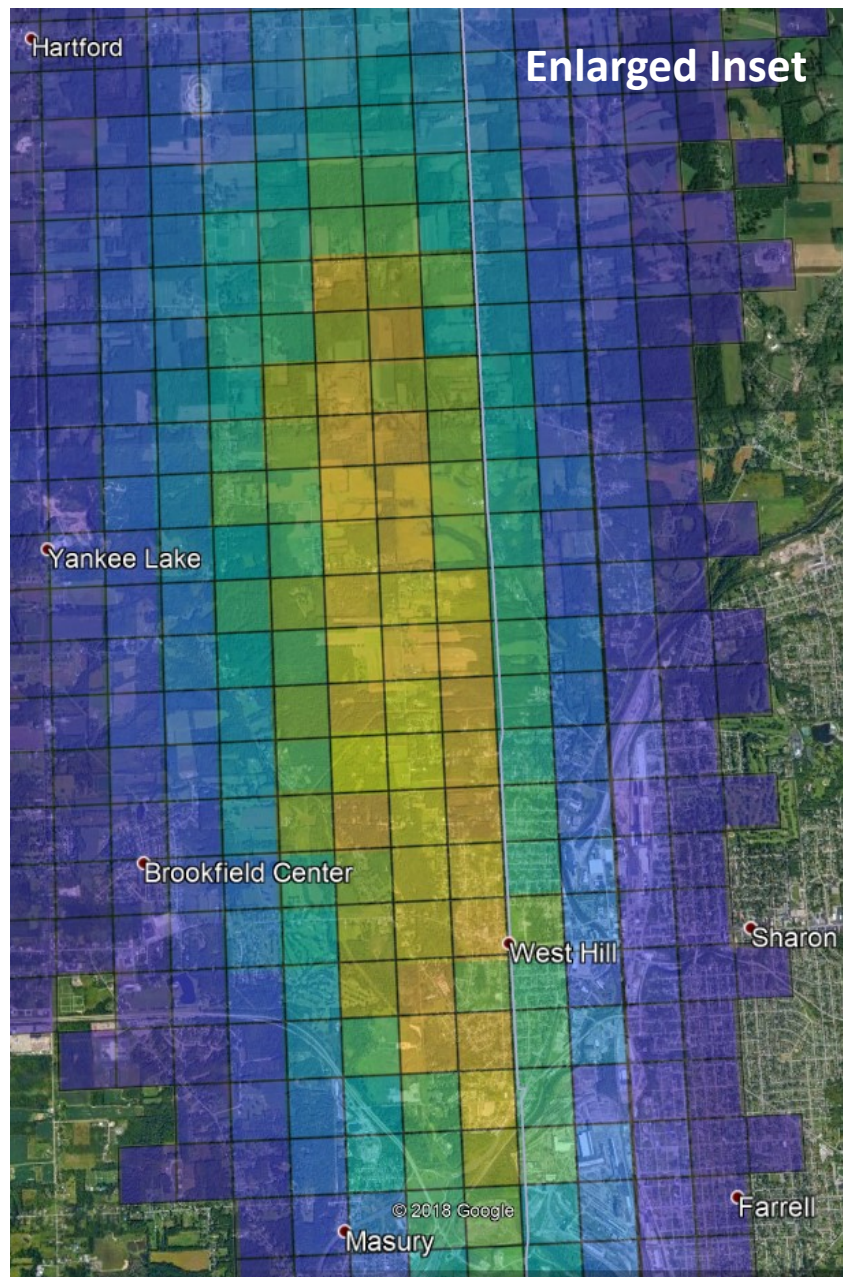 Hartford
Enlarged Inset
Yankee Lake
Brookfield Center
West Hill
Sharon
© 2018 Google
Farrell
Masury